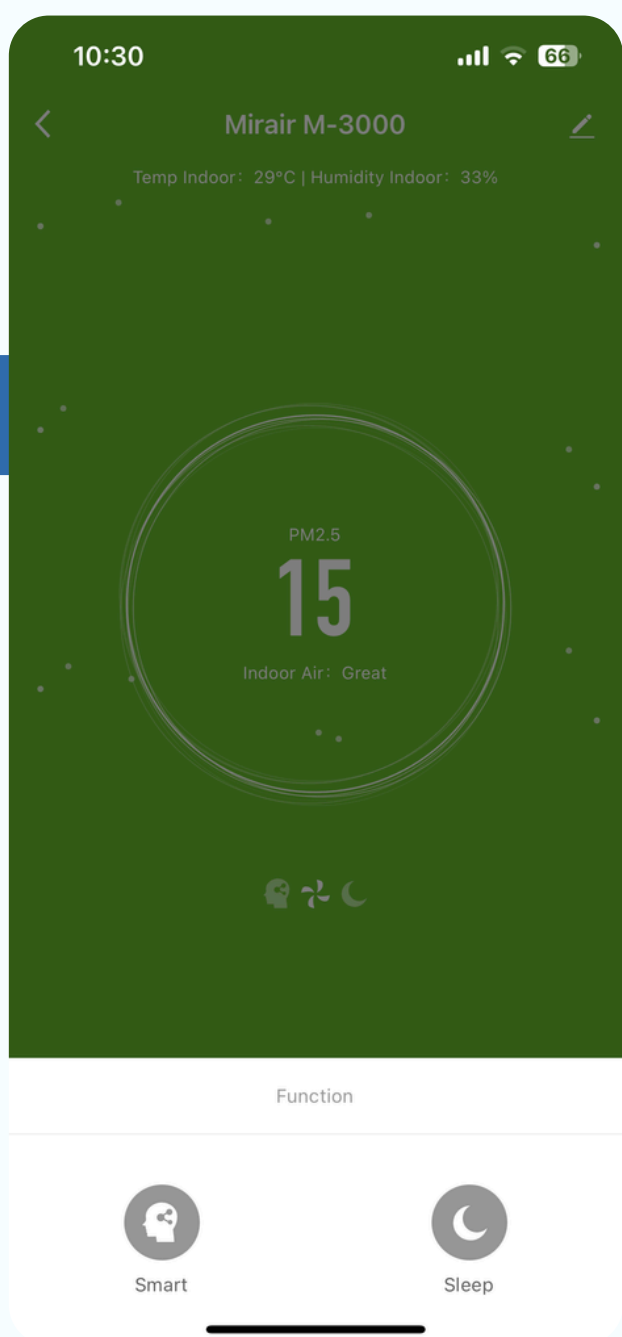 10:30 66
Mirair M-3000
Temp Indoor: 29°C | Humidity Indoor: 33%
PM2.5
15
Indoor Air: Great
Function
Smart Sleep